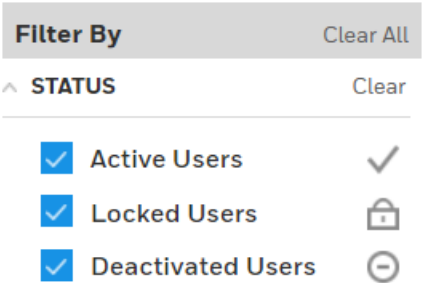 Filter By Clear All
STATUS Clear
Active Users
Locked Users
Deactivated Users